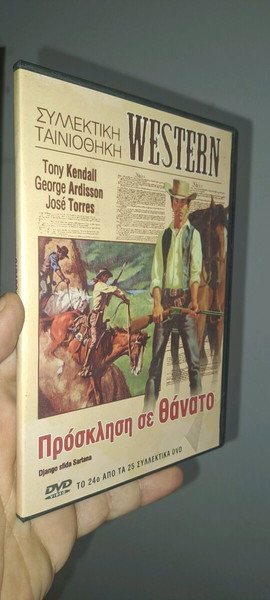 ΣΥΛΛΕΚΤΙΚΗ
ΤΑΙΝΙΟΘΗΚΗ
WESTERN
Tony Kendall
George Ardisson
José Torres
Πρόσκληση σε Θάνατο
Django sfida Sartana
DVD
VIDEO
ΤΟ 24ο ΑΠΟ ΤΑ 25 ΣΥΛΛΕΚΤΙΚΑ DVD